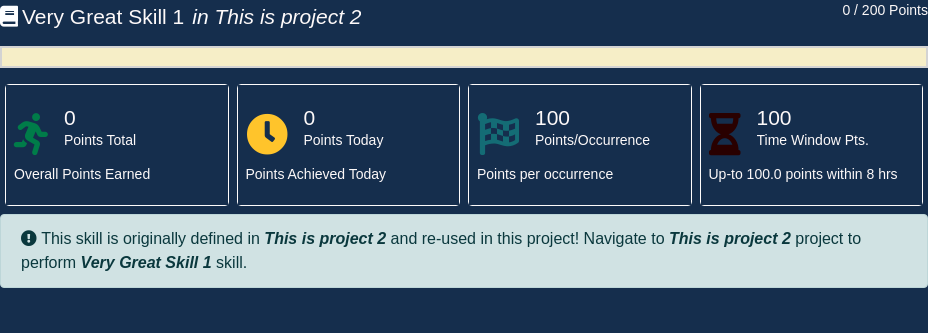 Very Great Skill 1 in This is project 2
0 / 200 Points
0
Points Total
Overall Points Earned
0
Points Today
Points Achieved Today
100
Points/Occurrence
Points per occurrence
100
Time Window Pts.
Up-to 100.0 points within 8 hrs
This skill is originally defined in This is project 2 and re-used in this project! Navigate to This is project 2 project to
perform Very Great Skill 1 skill.